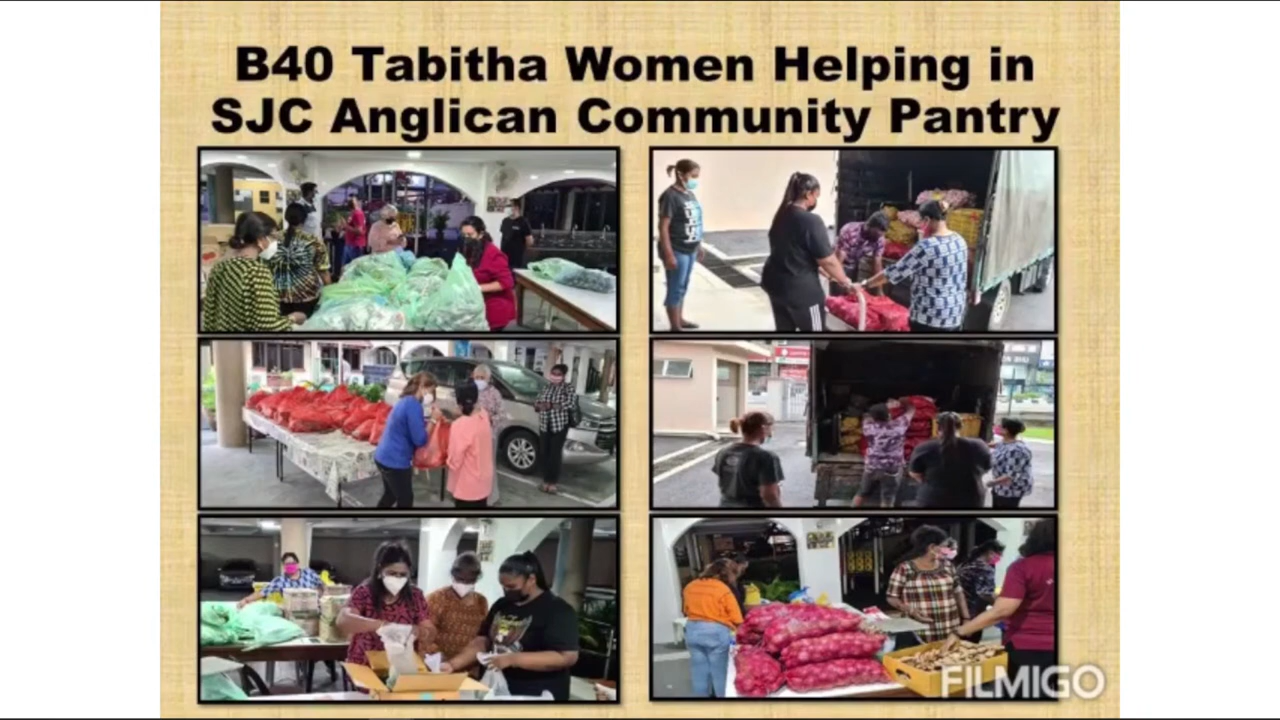 B40 Tabitha Women Helping in
SJC Anglican Community Pantry
FILMIGO